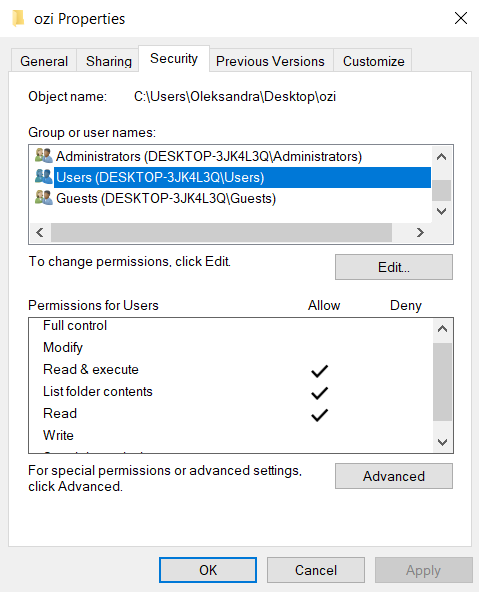 ozi Properties
General Sharing Security Previous Versions Customize
Object name: C:\Users\Oleksandra\Desktop\ozi
Group or user names:
Administrators (DESKTOP-3JK4L3Q\Administrators)
Users (DESKTOP-3JK4L3Q\Users)
Guests (DESKTOP-3JK4L3Q\Guests)
To change permissions, click Edit.
Edit...
Permissions for Users Allow Deny
Full control
Modify
Read & execute
List folder contents
Read
Write
For special permissions or advanced settings,
click Advanced.
Advanced
OK Cancel Apply